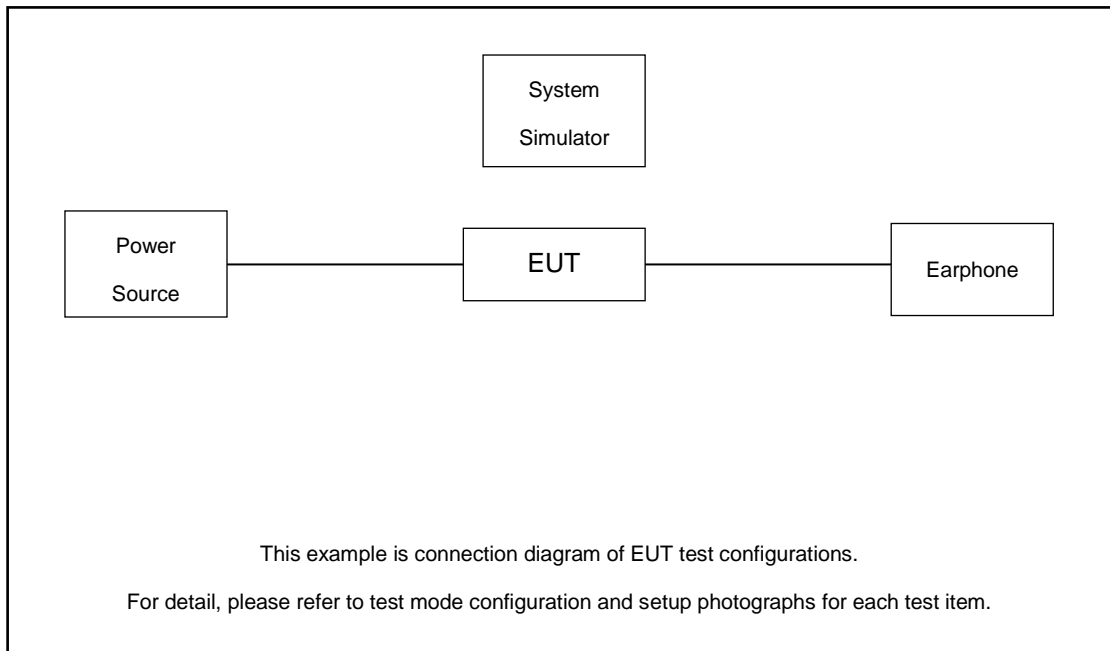 System
Simulator
Power
Source
EUT
Earphone
This example is connection diagram of EUT test configurations.
For detail, please refer to test mode configuration and setup photographs for each test item.